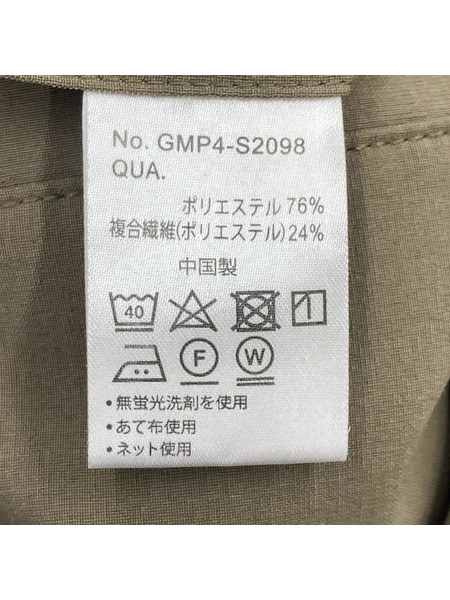 No. GMP4-S2098
QUA.
ポリエステル 76%
複合繊維(ポリエステル)24%
中国製
40
F W
・無蛍光洗剤を使用
・あて布使用
・ネット使用